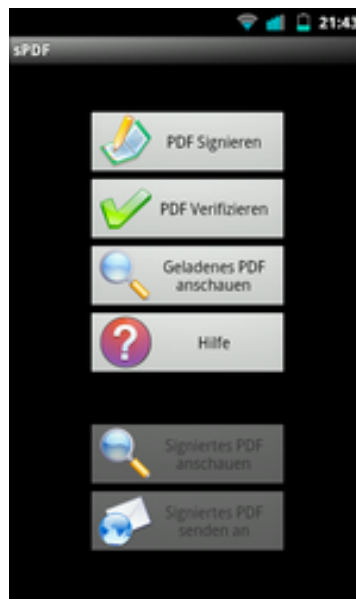 21:43
sPDF
PDF Signieren
PDF Verifizieren
Geladenes PDF
anschauen
?
Hilfe
Signiertes PDF
anschauen
Signiertes PDF
senden an